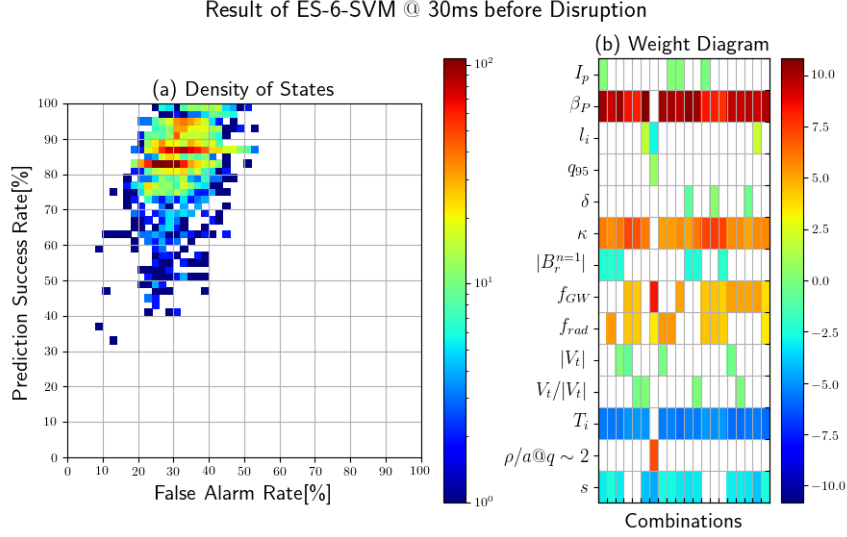 Result of ES-6-SVM @ 30ms before Disruption
(a) Density of States
Prediction Success Rate[%]
100
90
80
70
60
50
40
30
20
10
0
0 10 20 30 40 50 60 70 80 90 100
False Alarm Rate[%]
10²
10¹
10⁰
(b) Weight Diagram
I_p
β_P
l_i
q_95
δ
κ
|B_r^{n=1}|
f_GW
f_rad
|V_t|
V_t/|V_t|
T_i
ρ/a@q ∼ 2
s
Combinations
10.0
7.5
5.0
2.5
0.0
−2.5
−5.0
−7.5
−10.0